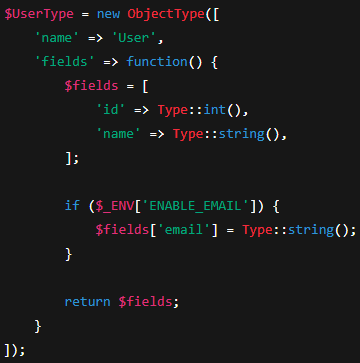 $UserType = new ObjectType([
    'name' => 'User',
    'fields' => function() {
        $fields = [
            'id' => Type::int(),
            'name' => Type::string(),
        ];

        if ($_ENV['ENABLE_EMAIL']) {
            $fields['email'] = Type::string();
        }

        return $fields;
    }
]);